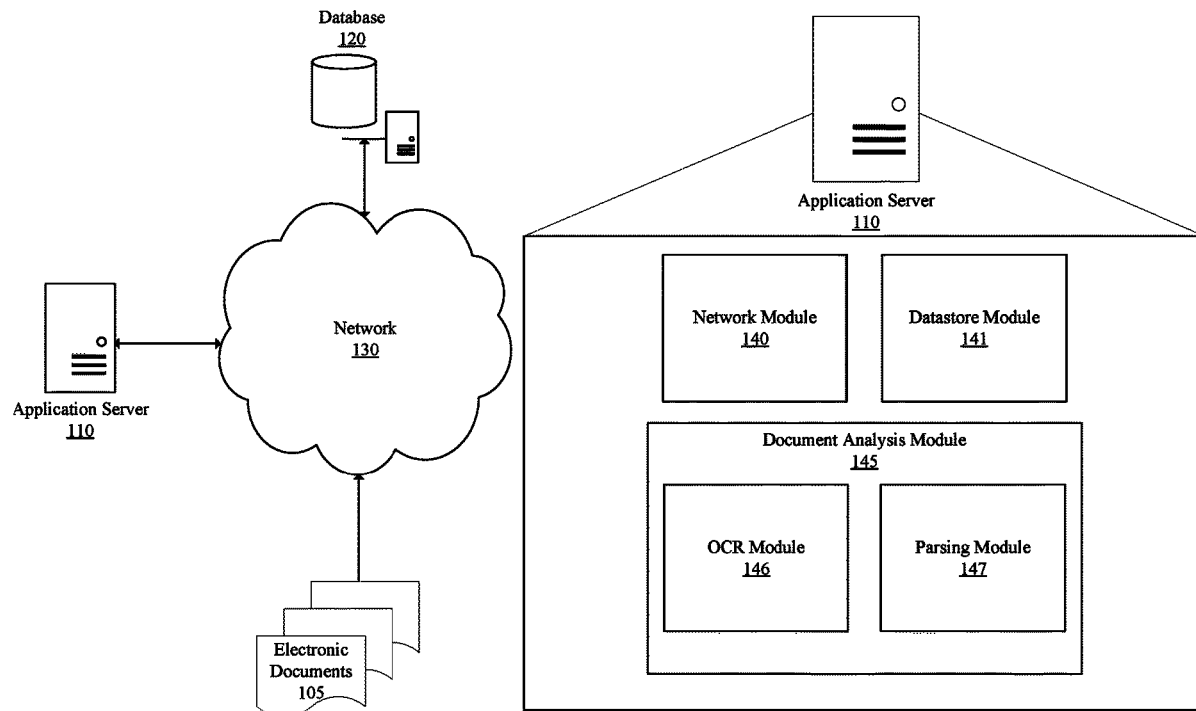 Database
120
Network
130
Application Server
110
Electronic
Documents
105
Application Server
110
Network Module
140
Datastore Module
141
Document Analysis Module
145
OCR Module
146
Parsing Module
147